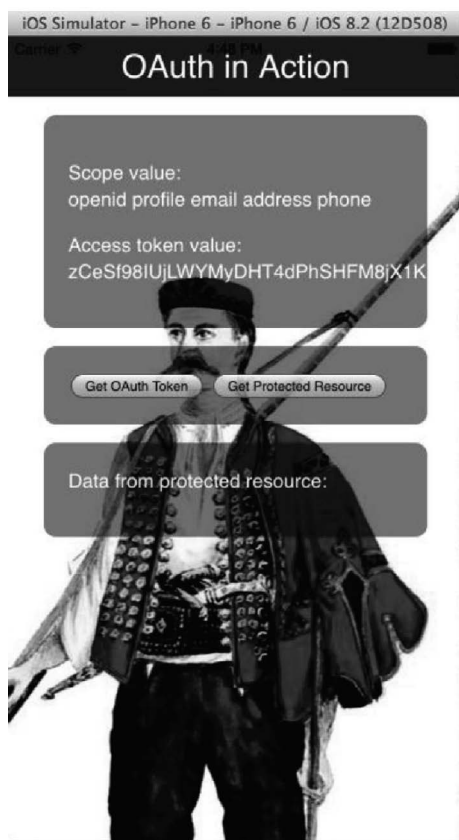 iOS Simulator – iPhone 6 – iPhone 6 / iOS 8.2 (12D508)
Carrier 4:48 PM
OAuth in Action
Scope value:
openid profile email address phone
Access token value:
zCeSf98IUjLWYMyDHT4dPhSHFM8jX1K
Get OAuth Token Get Protected Resource
Data from protected resource: